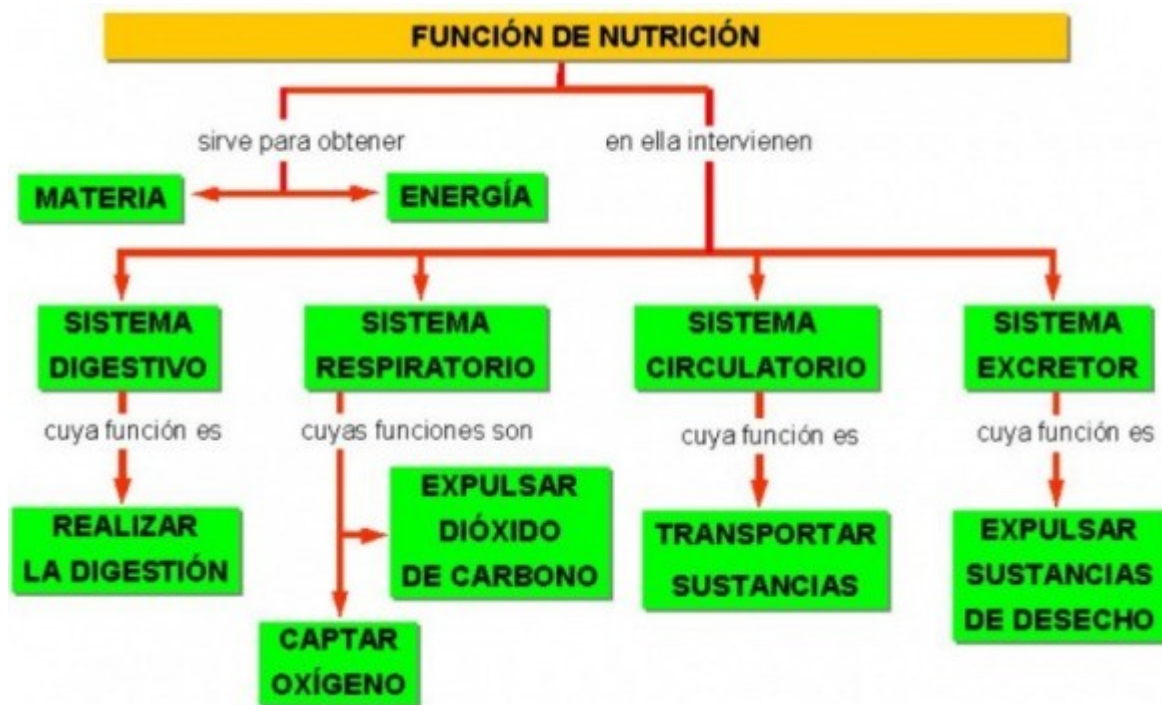 FUNCIÓN DE NUTRICIÓN
sirve para obtener
en ella intervienen
MATERIA
ENERGÍA
SISTEMA
DIGESTIVO
SISTEMA
RESPIRATORIO
SISTEMA
CIRCULATORIO
SISTEMA
EXCRETOR
cuya función es
cuyas funciones son
cuya función es
cuya función es
REALIZAR
LA DIGESTIÓN
EXPULSAR
DIÓXIDO
DE CARBONO
CAPTAR
OXÍGENO
TRANSPORTAR
SUSTANCIAS
EXPULSAR
SUSTANCIAS
DE DESECHO